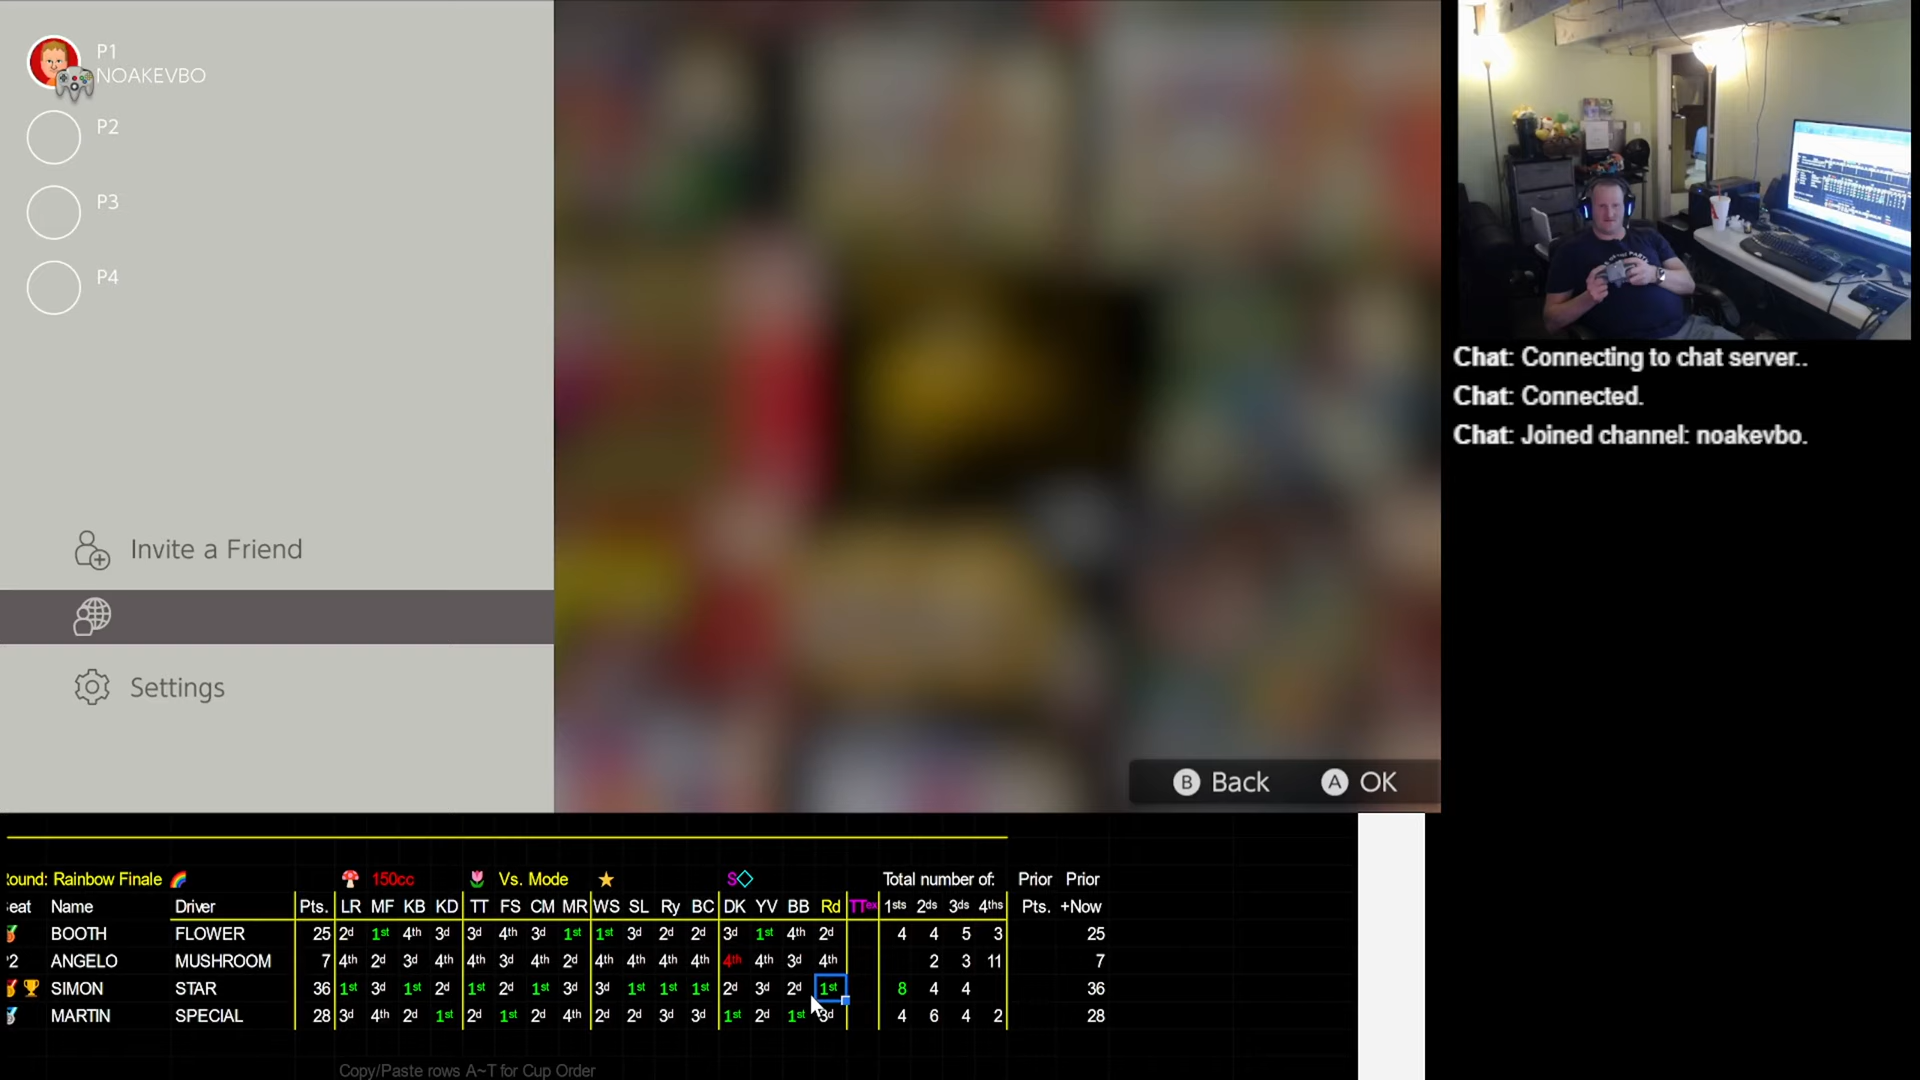 P1
NOAKEVBO
P2
P3
P4
Invite a Friend
Settings
B Back A OK
Chat: Connecting to chat server..
Chat: Connected.
Chat: Joined channel: noakevbo.
Round: Rainbow Finale 🌈 🍄 150cc 🌷 Vs. Mode ⭐ S◇ Total number of: Prior Prior
eat Name Driver Pts. LR MF KB KD TT FS CM MR WS SL Ry BC DK YV BB Rd TTex 1sts 2ds 3ds 4ths Pts. +Now
BOOTH FLOWER 25 2d 1st 4th 3d 3d 4th 3d 1st 1st 3d 2d 2d 3d 1st 4th 2d 4 4 5 3 25
P2 ANGELO MUSHROOM 7 4th 2d 3d 4th 4th 3d 4th 2d 4th 4th 4th 4th 4th 4th 3d 4th 2 3 11 7
🏆 SIMON STAR 36 1st 3d 1st 2d 1st 2d 1st 3d 3d 1st 1st 1st 2d 3d 2d 1st 8 4 4 36
MARTIN SPECIAL 28 3d 4th 2d 1st 2d 1st 2d 4th 2d 2d 3d 3d 1st 2d 1st 3d 4 6 4 2 28
Copy/Paste rows A~T for Cup Order